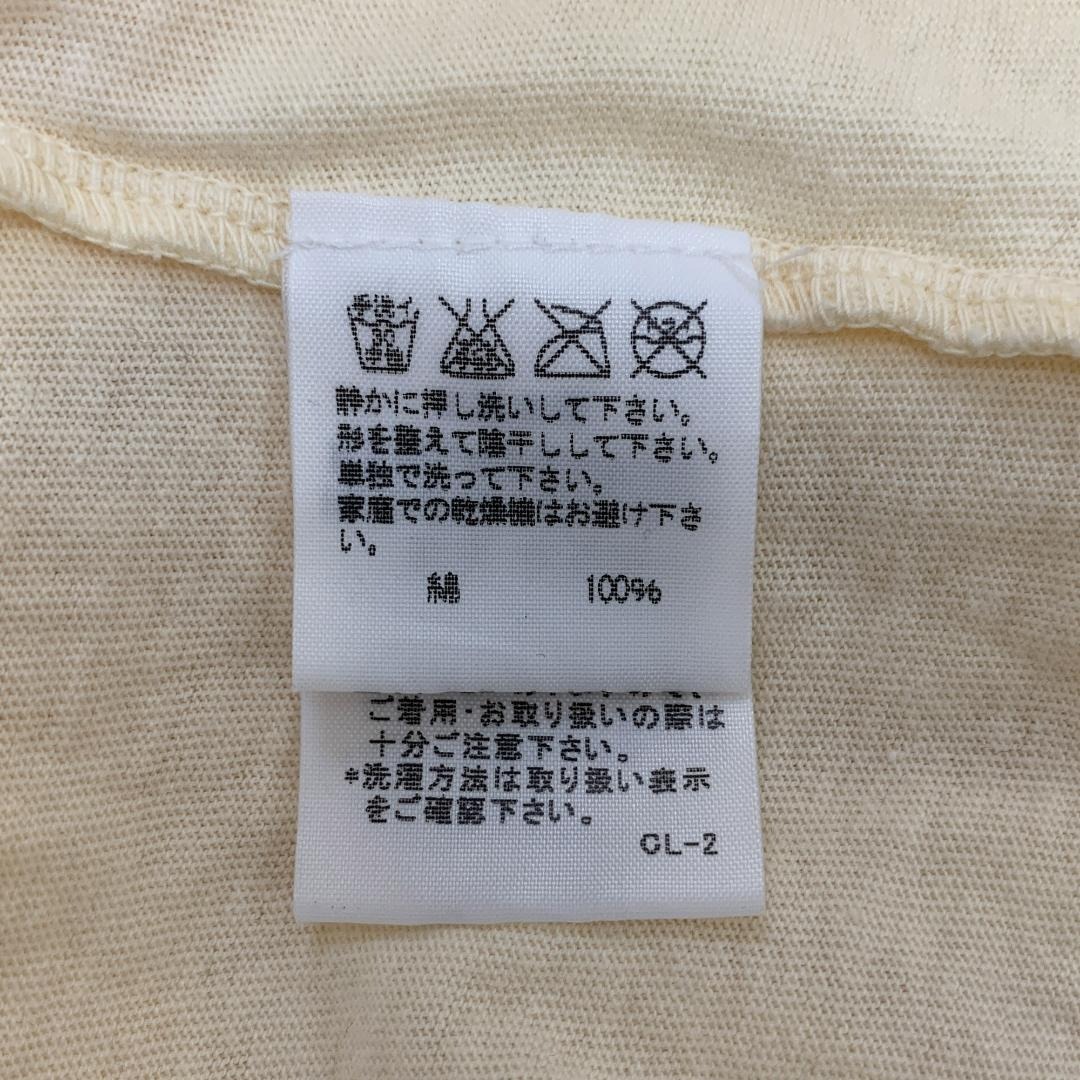 手洗イ
30
静かに押し洗いして下さい。
形を整えて陰干しして下さい。
単独で洗って下さい。
家庭での乾燥機はお避け下さ
い。
綿 100%
ご着用・お取り扱いの際は
十分ご注意下さい。
*洗濯方法は取り扱い表示
をご確認下さい。
CL-2